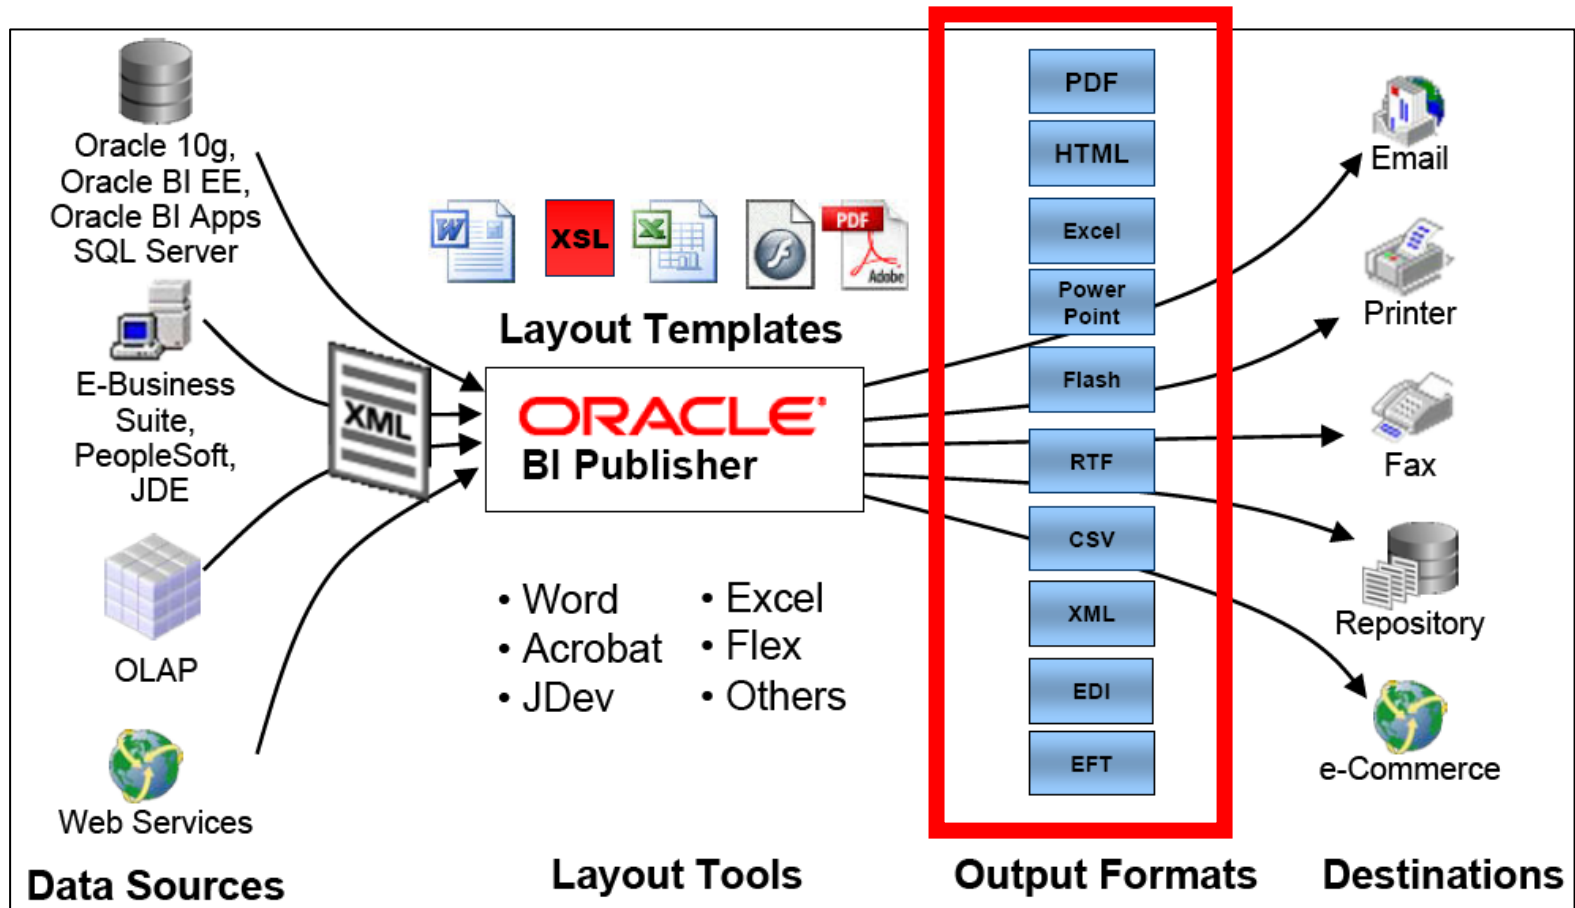 Oracle 10g,
Oracle BI EE,
Oracle BI Apps
SQL Server
E-Business
Suite,
PeopleSoft,
JDE
OLAP
Web Services
Data Sources
XML
W
XSL
X
PDF
Adobe
Layout Templates
ORACLE
BI Publisher
• Word
• Acrobat
• JDev
• Excel
• Flex
• Others
Layout Tools
PDF
HTML
Excel
Power
Point
Flash
RTF
CSV
XML
EDI
EFT
Output Formats
Email
Printer
Fax
Repository
e-Commerce
Destinations